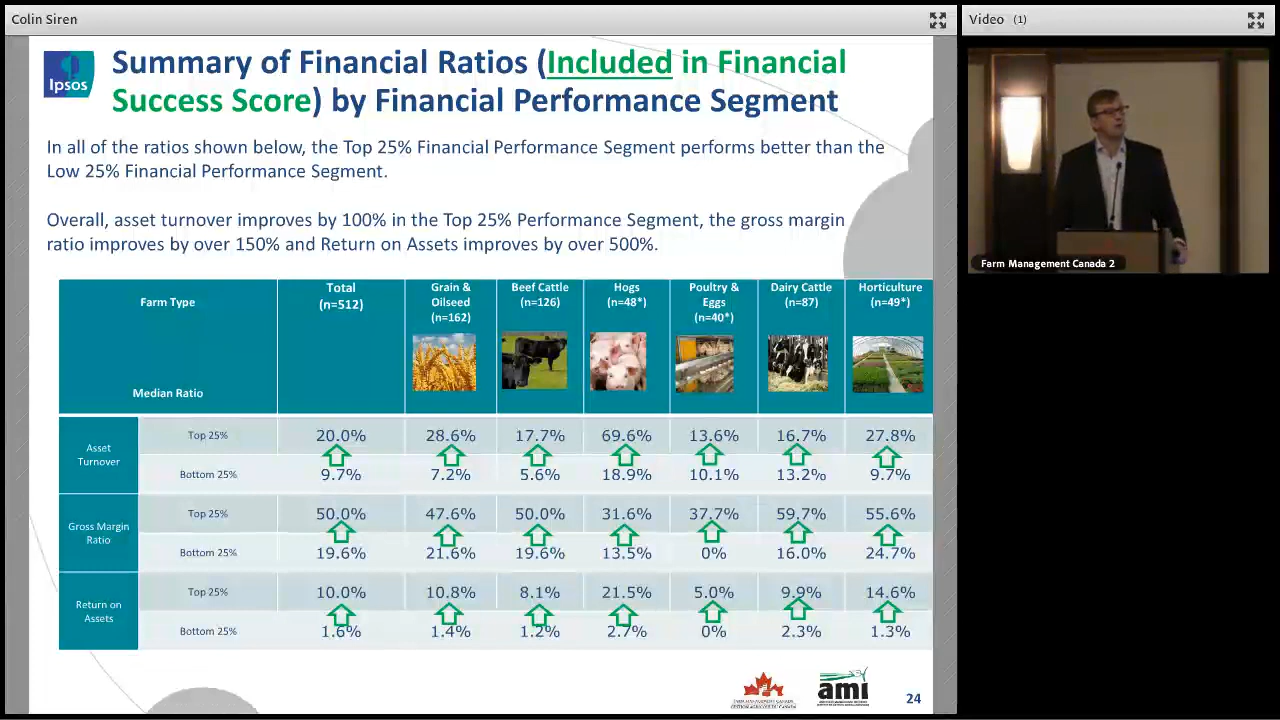 Colin Siren
Video (1)
Ipsos
Summary of Financial Ratios (Included in Financial
Success Score) by Financial Performance Segment
In all of the ratios shown below, the Top 25% Financial Performance Segment performs better than the
Low 25% Financial Performance Segment.
Overall, asset turnover improves by 100% in the Top 25% Performance Segment, the gross margin
ratio improves by over 150% and Return on Assets improves by over 500%.
Farm Management Canada 2
Farm Type
Median Ratio
Total
(n=512)
Grain &
Oilseed
(n=162)
Beef Cattle
(n=126)
Hogs
(n=48*)
Poultry &
Eggs
(n=40*)
Dairy Cattle
(n=87)
Horticulture
(n=49*)
Asset
Turnover
Top 25% 20.0% 28.6% 17.7% 69.6% 13.6% 16.7% 27.8%
Bottom 25% 9.7% 7.2% 5.6% 18.9% 10.1% 13.2% 9.7%
Gross Margin
Ratio
Top 25% 50.0% 47.6% 50.0% 31.6% 37.7% 59.7% 55.6%
Bottom 25% 19.6% 21.6% 19.6% 13.5% 0% 16.0% 24.7%
Return on
Assets
Top 25% 10.0% 10.8% 8.1% 21.5% 5.0% 9.9% 14.6%
Bottom 25% 1.6% 1.4% 1.2% 2.7% 0% 2.3% 1.3%
FARM MANAGEMENT CANADA
GESTION AGRICOLE DU CANADA
ami
24